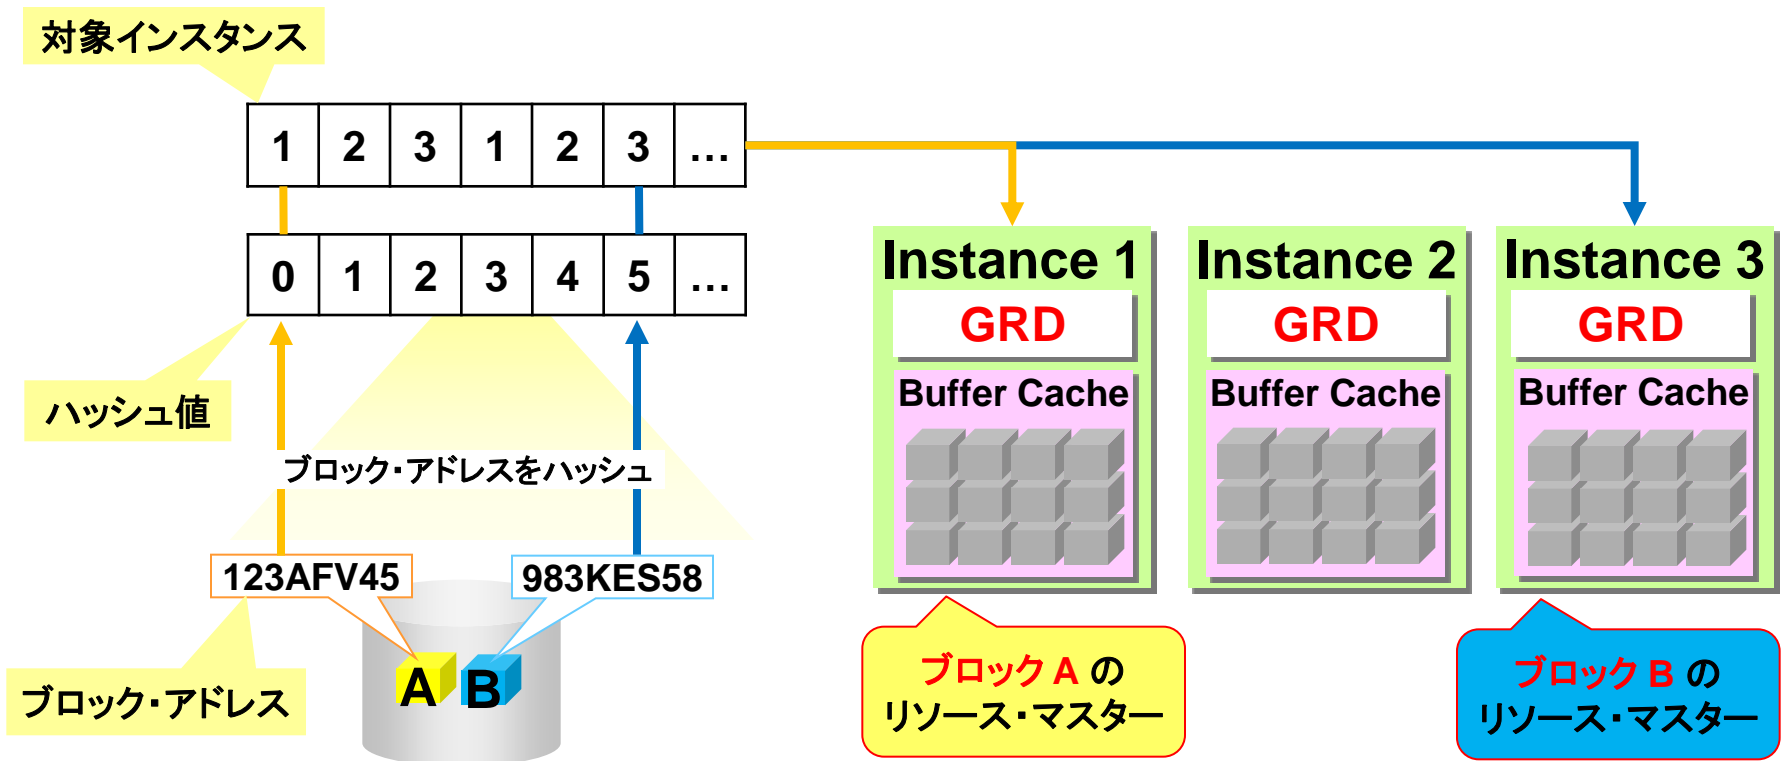 対象インスタンス
1 2 3 1 2 3 …
0 1 2 3 4 5 …
ハッシュ値
ブロック・アドレスをハッシュ
123AFV45
983KES58
A B
ブロック・アドレス
Instance 1
GRD
Buffer Cache
Instance 2
GRD
Buffer Cache
Instance 3
GRD
Buffer Cache
ブロック A の
リソース・マスター
ブロック B の
リソース・マスター